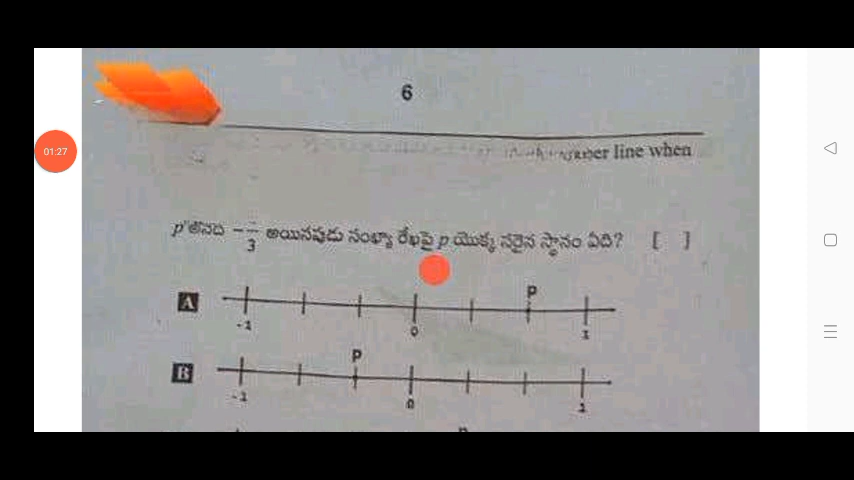 01:27
6
number line when
p అనేది -‾/3 అయినపుడు సంఖ్యా రేఖపై p యొక్క సరైన స్థానం ఏది? [ ]
A P
-1 0 1
B P
-1 0 1